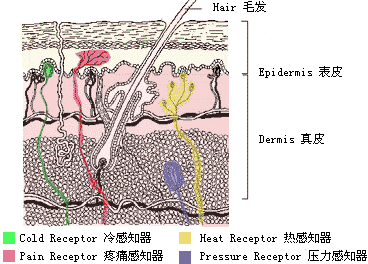 Hair 毛发
Epidermis 表皮
Dermis 真皮
Cold Receptor 冷感知器
Heat Receptor 热感知器
Pain Receptor 疼痛感知器
Pressure Receptor 压力感知器